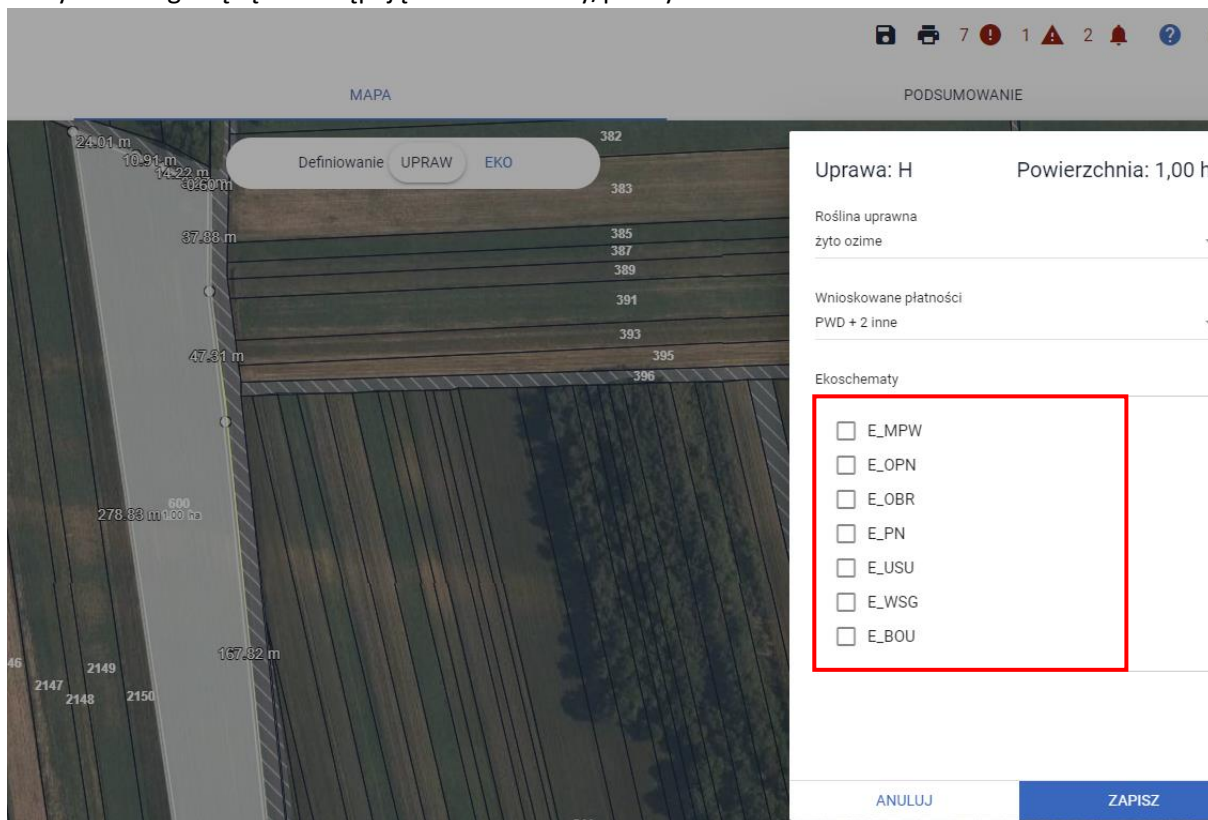 7 1 2
MAPA
PODSUMOWANIE
Definiowanie UPRAW EKO
24.01 m
10.91 m
14.22 m
0.60 m
37.88 m
47.31 m
278.83 m
600
1.00 ha
167.82 m
382
383
385
387
389
391
393
395
396
46
2147
2148
2149
2150
Uprawa: H
Powierzchnia: 1,00 h
Roślina uprawna
żyto ozime
Wnioskowane płatności
PWD + 2 inne
Ekoschematy
E_MPW
E_OPN
E_OBR
E_PN
E_USU
E_WSG
E_BOU
ANULUJ
ZAPISZ